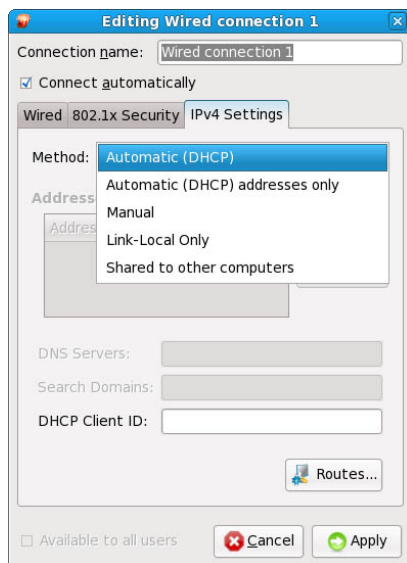 Editing Wired connection 1
Connection name: Wired connection 1
Connect automatically
Wired 802.1x Security IPv4 Settings
Method: Automatic (DHCP)
Automatic (DHCP) addresses only
Manual
Link-Local Only
Shared to other computers
Address
Addres
DNS Servers:
Search Domains:
DHCP Client ID:
Routes...
Available to all users
Cancel
Apply